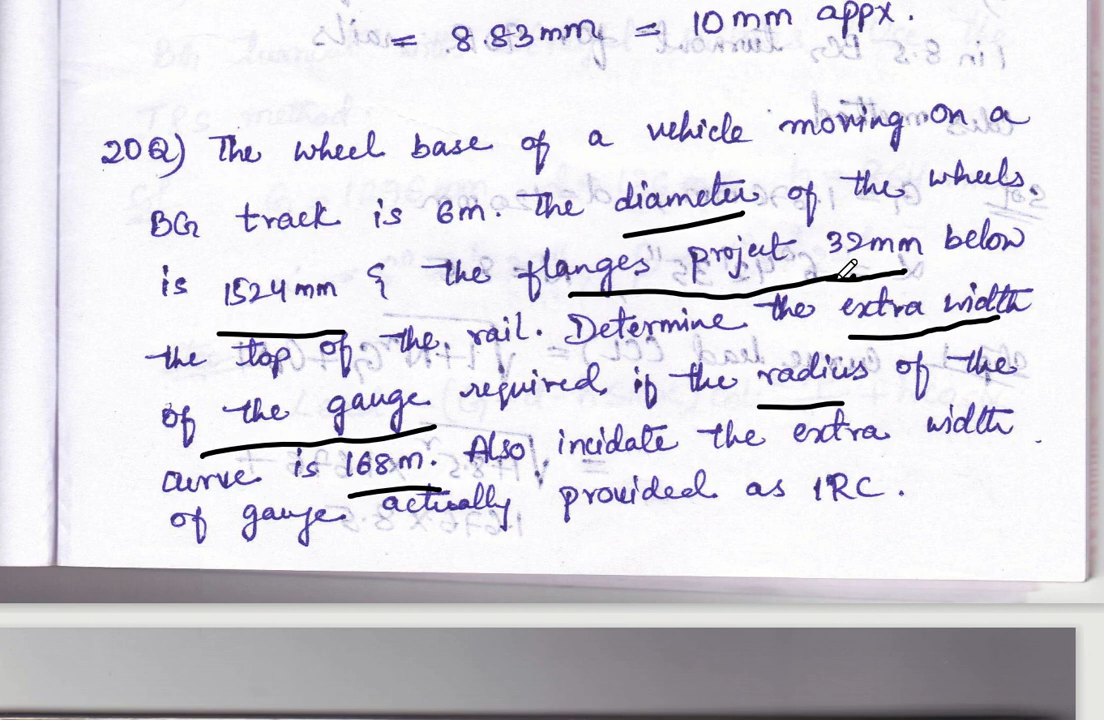 = 8.83mm = 10mm appx.
20Q) The wheel base of a vehicle moving on a
BG track is 6m. The diameter of the wheels
is 1524mm & the flanges project 32mm below
the top of the rail. Determine the extra width
of the gauge required if the radius of the
curve is 168m. Also incidate the extra width
of gauge actually provided as IRC.